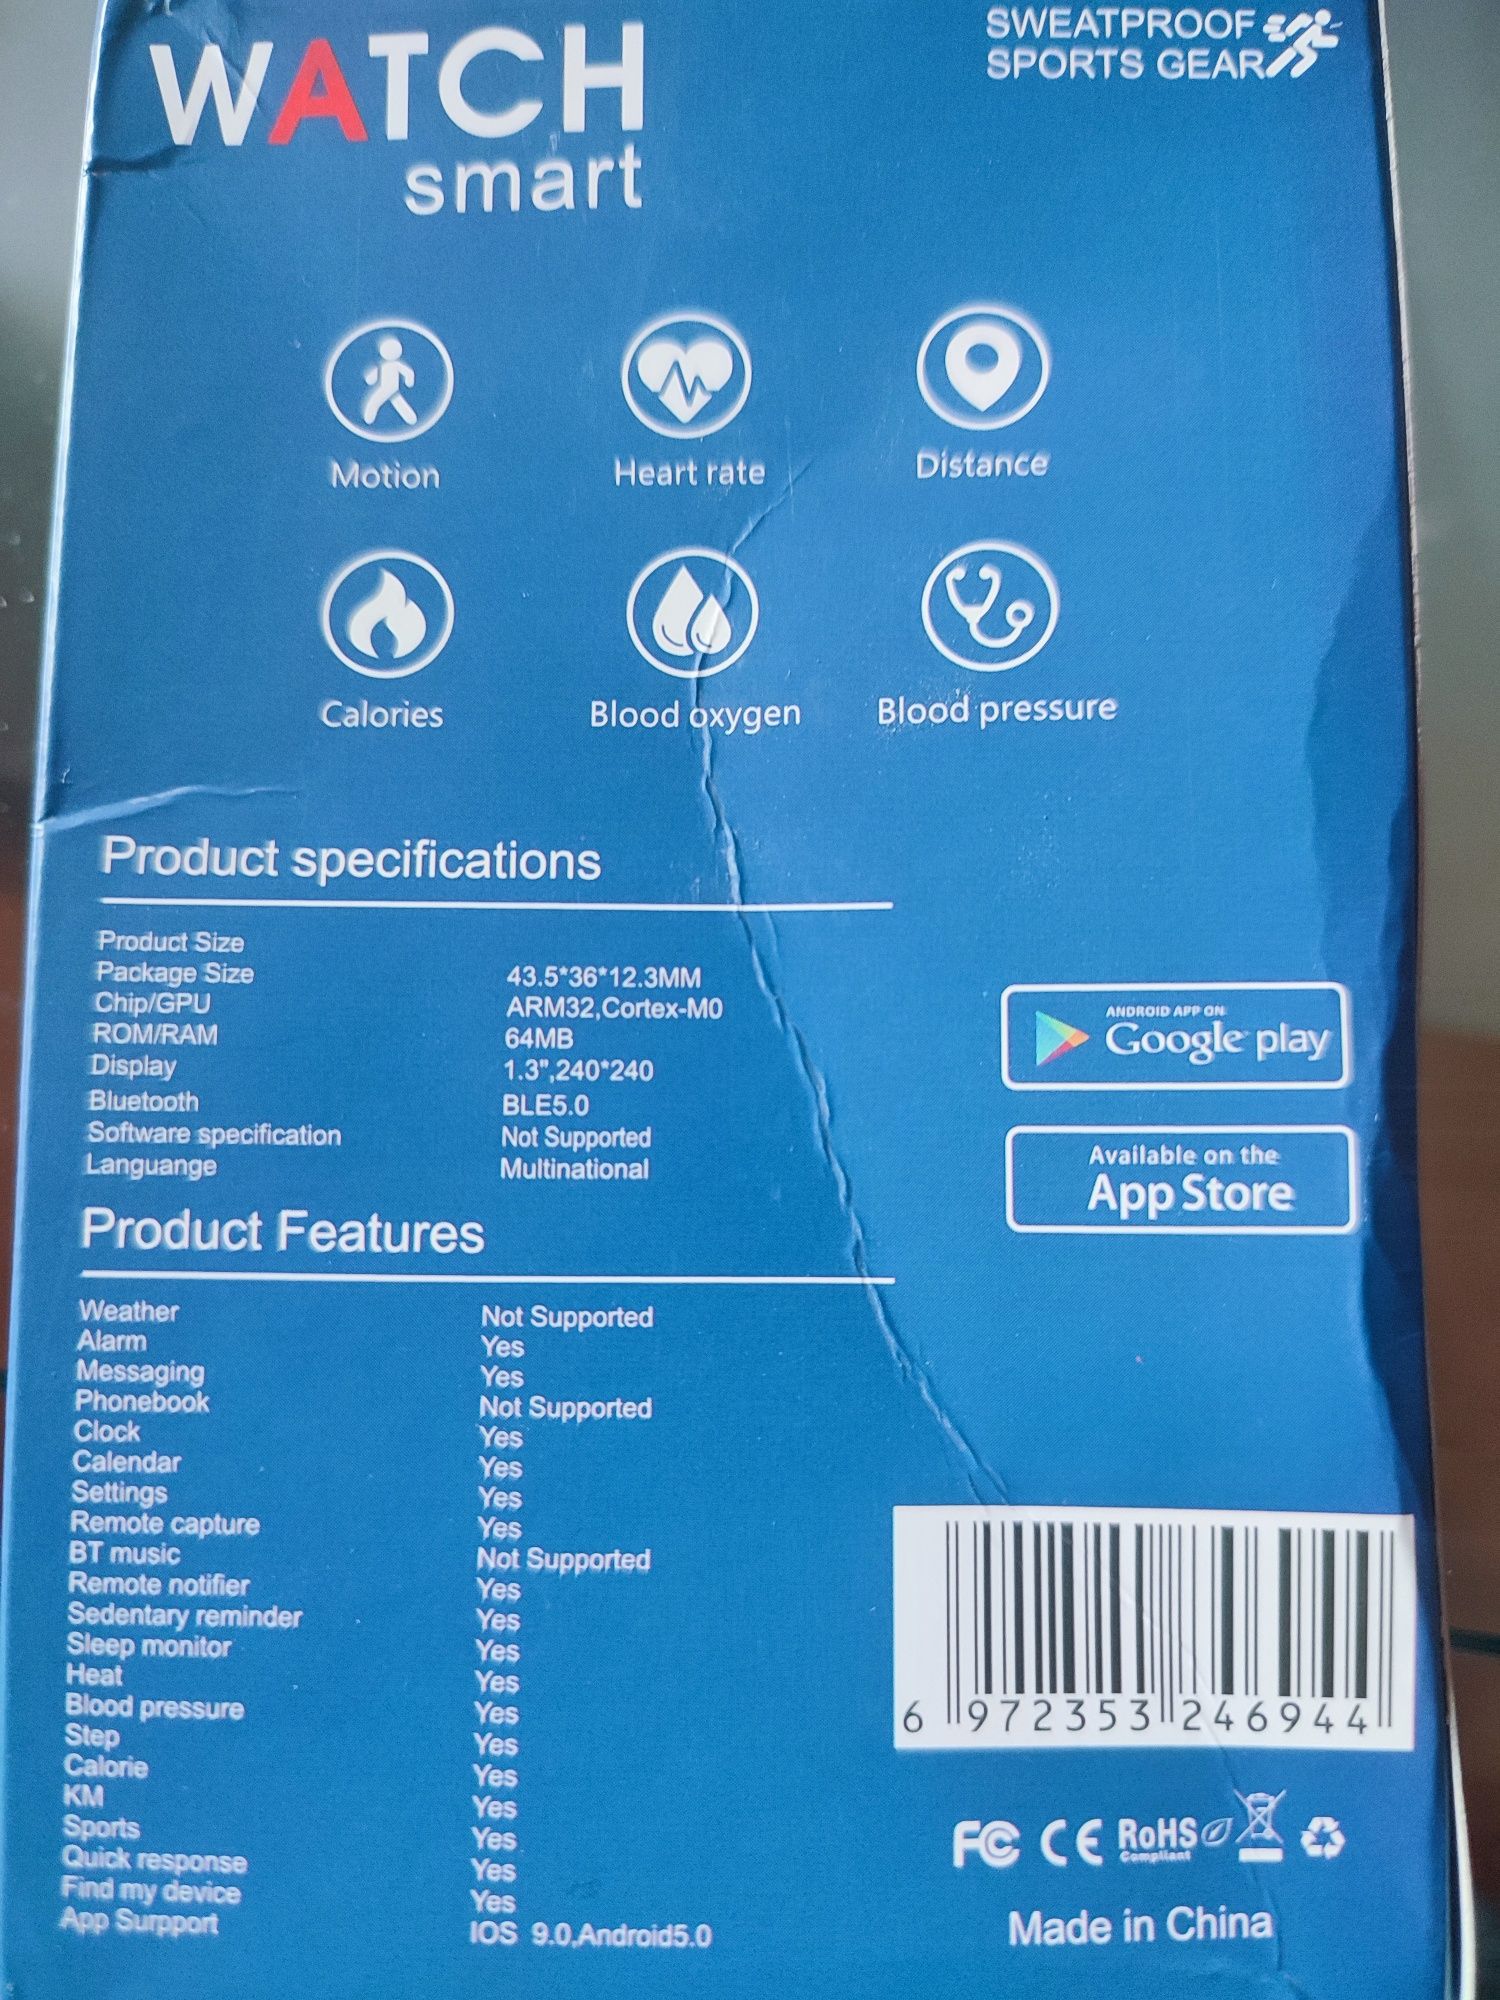 WATCH
smart
SWEATPROOF
SPORTS GEAR
Motion Heart rate Distance
Calories Blood oxygen Blood pressure
Product specifications
Product Size
Package Size 43.5*36*12.3MM
Chip/GPU ARM32,Cortex-M0
ROM/RAM 64MB
Display 1.3",240*240
Bluetooth BLE5.0
Software specification Not Supported
Languange Multinational
ANDROID APP ON
Google play
Available on the
App Store
Product Features
Weather Not Supported
Alarm Yes
Messaging Yes
Phonebook Not Supported
Clock Yes
Calendar Yes
Settings Yes
Remote capture Yes
BT music Not Supported
Remote notifier Yes
Sedentary reminder Yes
Sleep monitor Yes
Heat Yes
Blood pressure Yes
Step Yes
Calorie Yes
KM Yes
Sports Yes
Quick response Yes
Find my device Yes
App Surpport IOS 9.0,Android5.0
6 972353 246944
FC CE RoHS
Compliant
Made in China